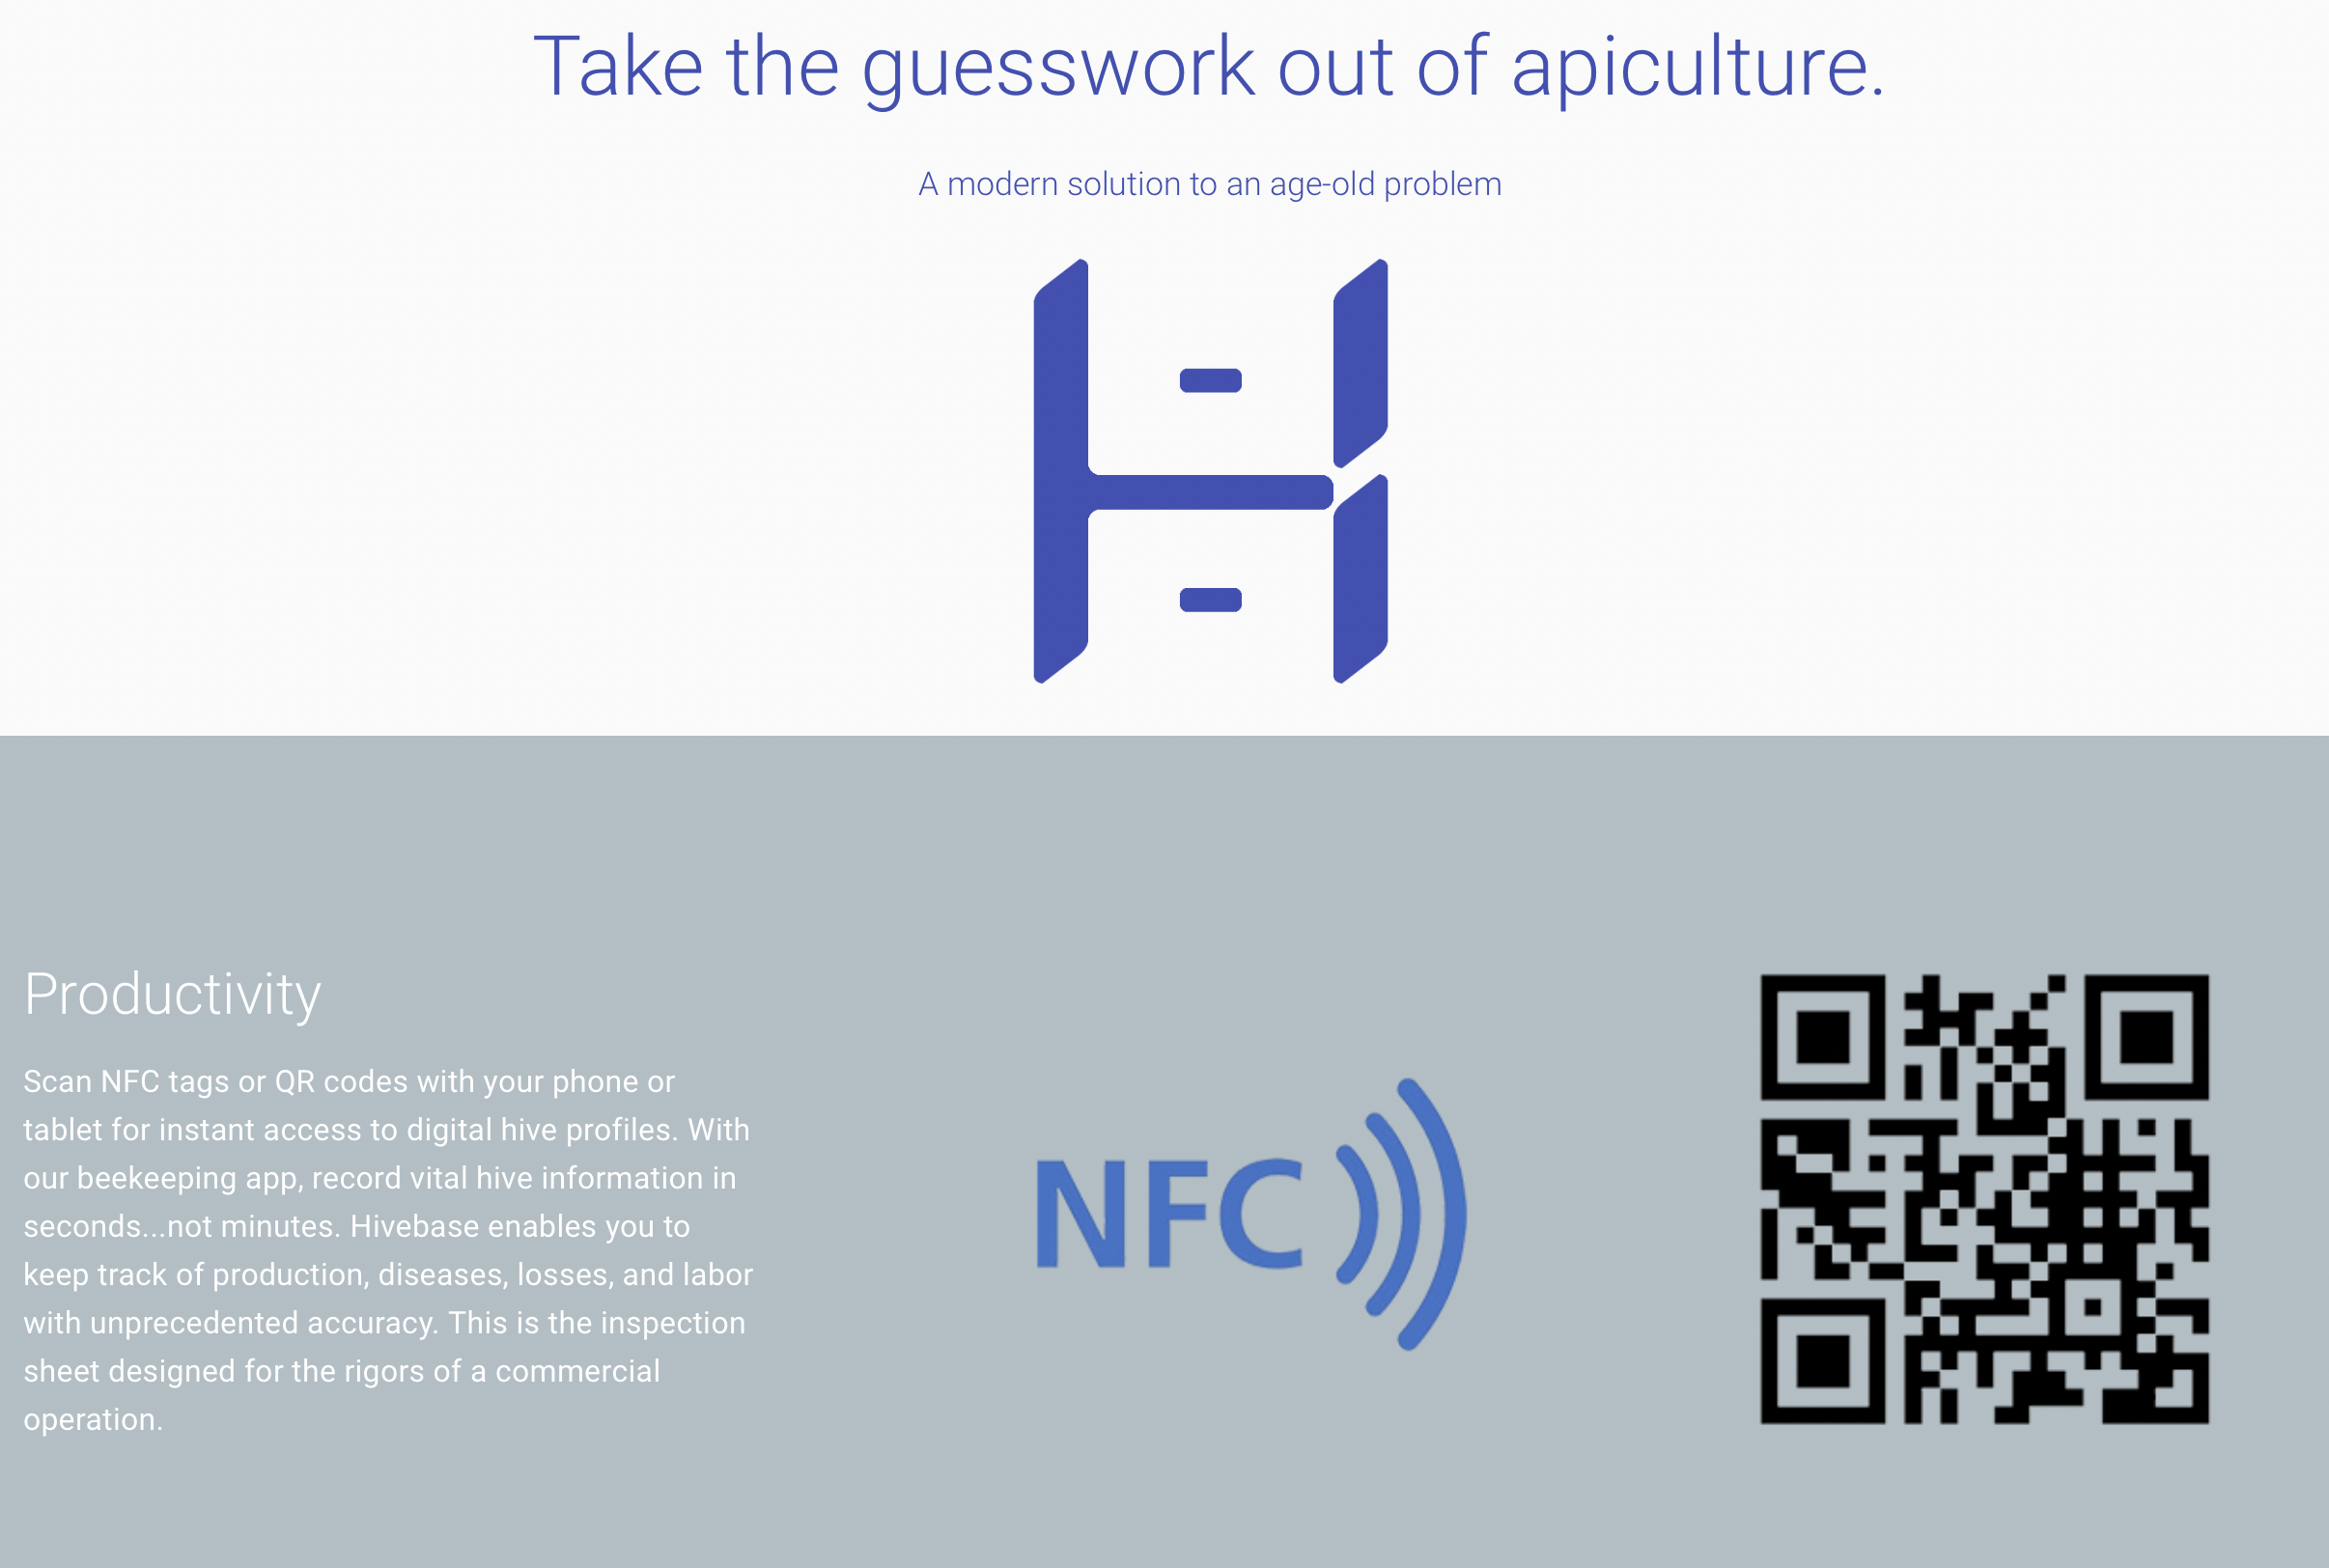 Take the guesswork out of apiculture.
A modern solution to an age-old problem
Productivity
Scan NFC tags or QR codes with your phone or
tablet for instant access to digital hive profiles. With
our beekeeping app, record vital hive information in
seconds...not minutes. Hivebase enables you to
keep track of production, diseases, losses, and labor
with unprecedented accuracy. This is the inspection
sheet designed for the rigors of a commercial
operation.
NFC